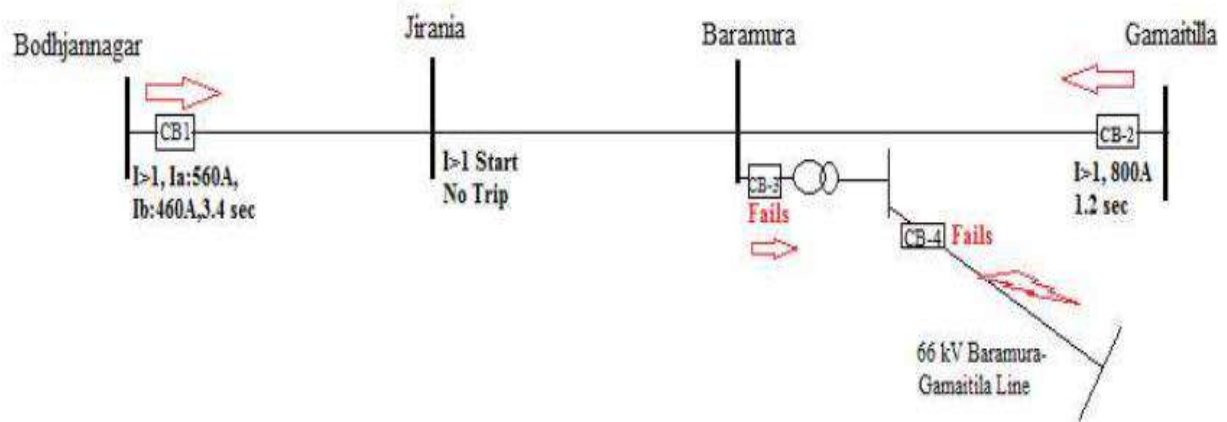 Bodhjannagar
Jirania
Baramura
Gamaitilla
CB1
CB-2
I>1, Ia:560A,
Ib:460A,3.4 sec
I>1 Start
No Trip
CB-3
Fails
I>1, 800A
1.2 sec
CB-4
Fails
66 kV Baramura-
Gamaitila Line